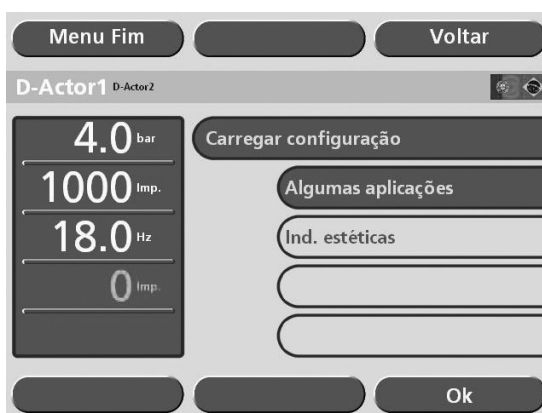 Menu Fim
Voltar
D-Actor1 D-Actor2
4.0 bar
1000 Imp.
18.0 Hz
0 Imp.
Carregar configuração
Algumas aplicações
Ind. estéticas
Ok